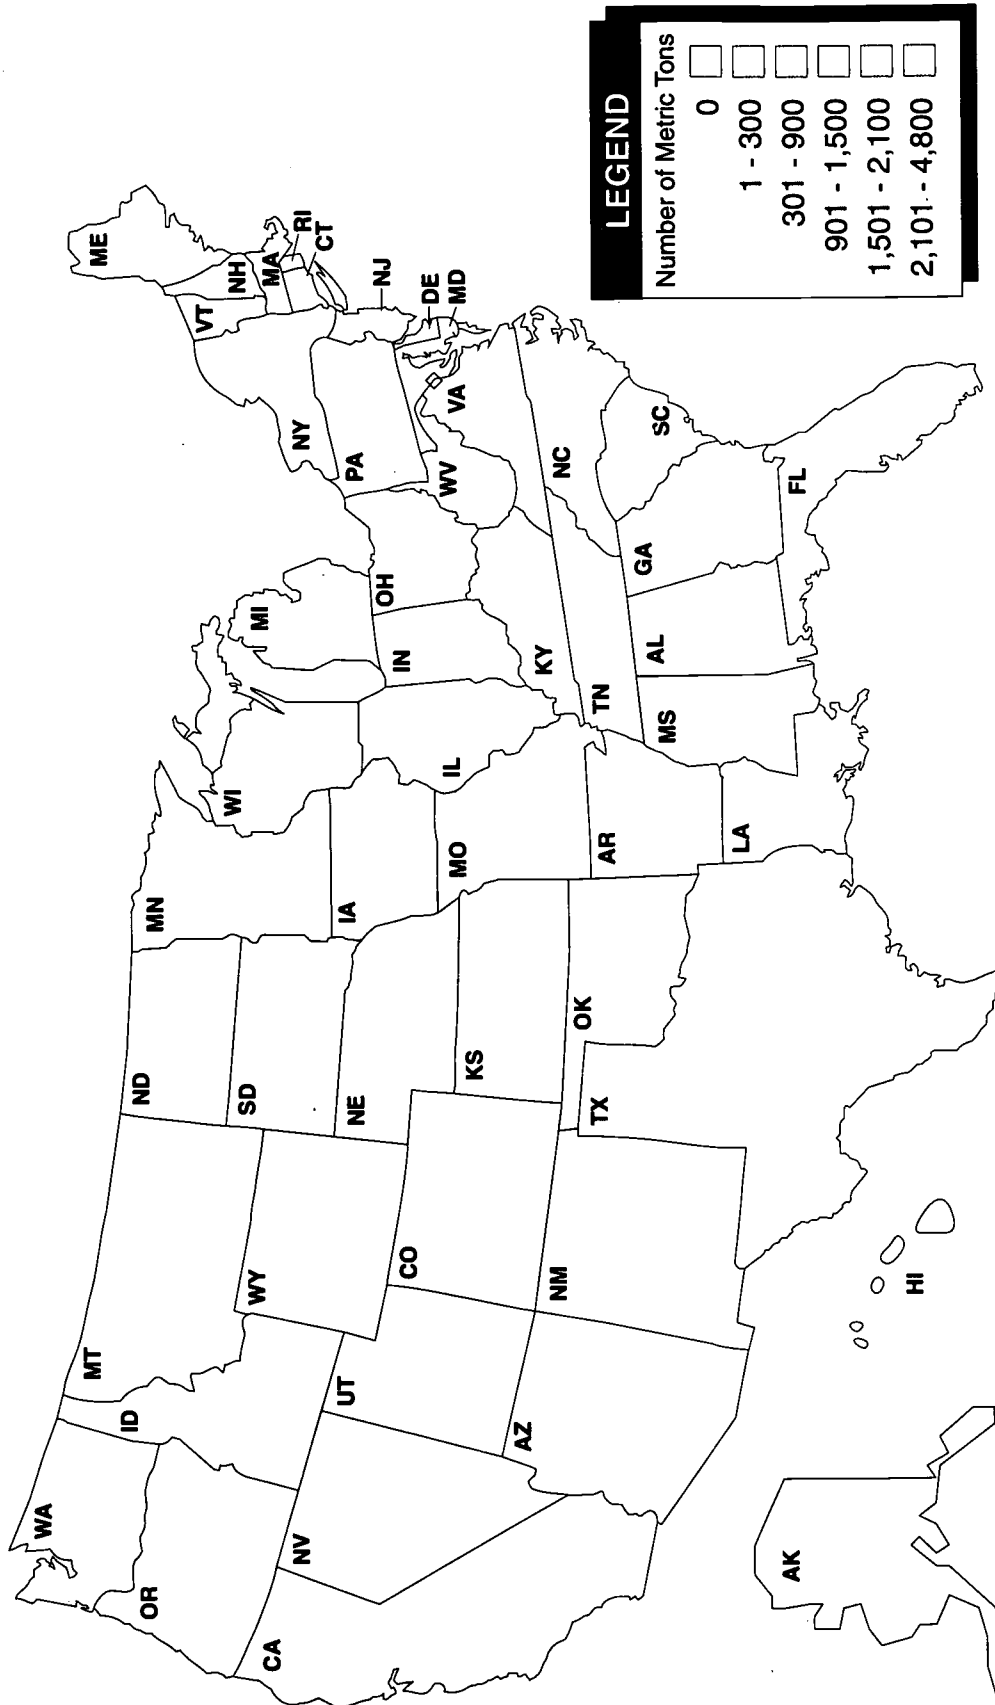 WA
MT
ND
MN
ME
OR
ID
WY
SD
WI
MI
VT
NH
NY
MA
RI
CT
CA
NV
UT
CO
NE
IA
IL
IN
OH
PA
NJ
DE
MD
WV
VA
KS
MO
KY
AZ
NM
OK
TX
AR
TN
NC
SC
LA
MS
AL
GA
FL
AK
HI
LEGEND
Number of Metric Tons
0
1 - 300
301 - 900
901 - 1,500
1,501 - 2,100
2,101 - 4,800